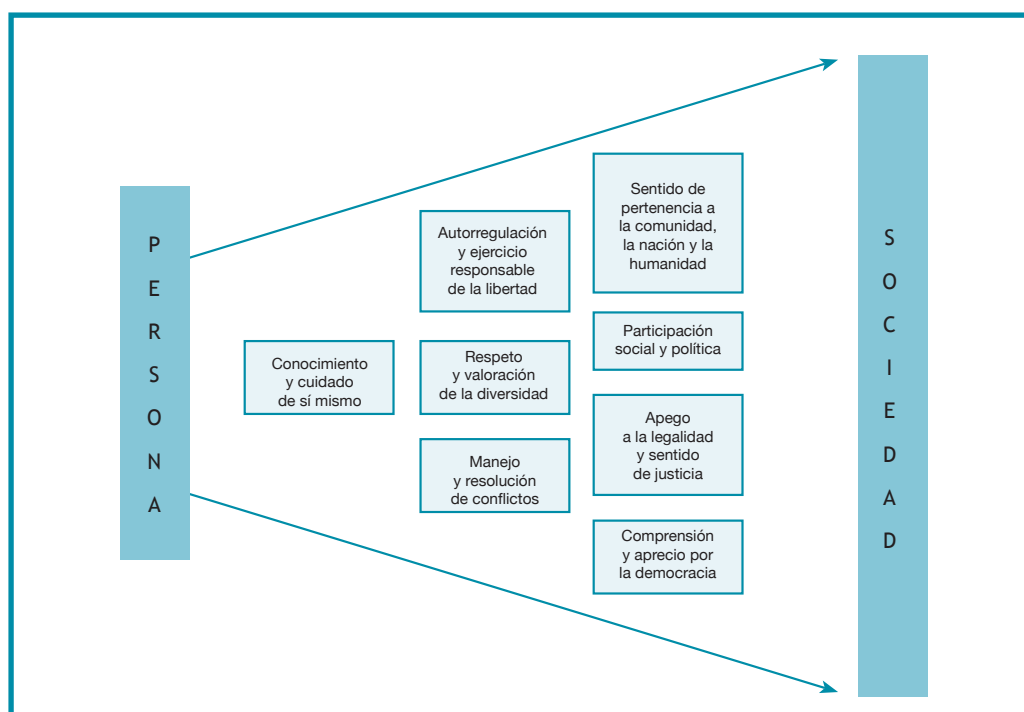 PERSONA
Conocimiento
y cuidado
de sí mismo
Autorregulación
y ejercicio
responsable
de la libertad
Respeto
y valoración
de la diversidad
Manejo
y resolución
de conflictos
Sentido de
pertenencia a
la comunidad,
la nación y la
humanidad
Participación
social y política
Apego
a la legalidad
y sentido
de justicia
Comprensión
y aprecio por
la democracia
SOCIEDAD